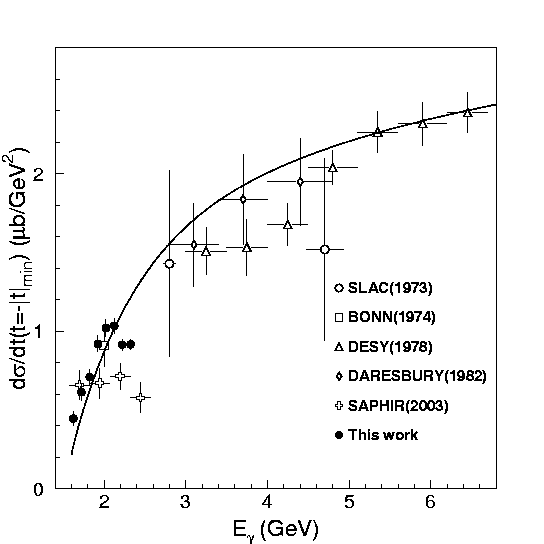 dσ/dt(t=-|t|min) (μb/GeV²)
2
1
0
SLAC(1973)
BONN(1974)
DESY(1978)
DARESBURY(1982)
SAPHIR(2003)
This work
2 3 4 5 6
Eγ (GeV)